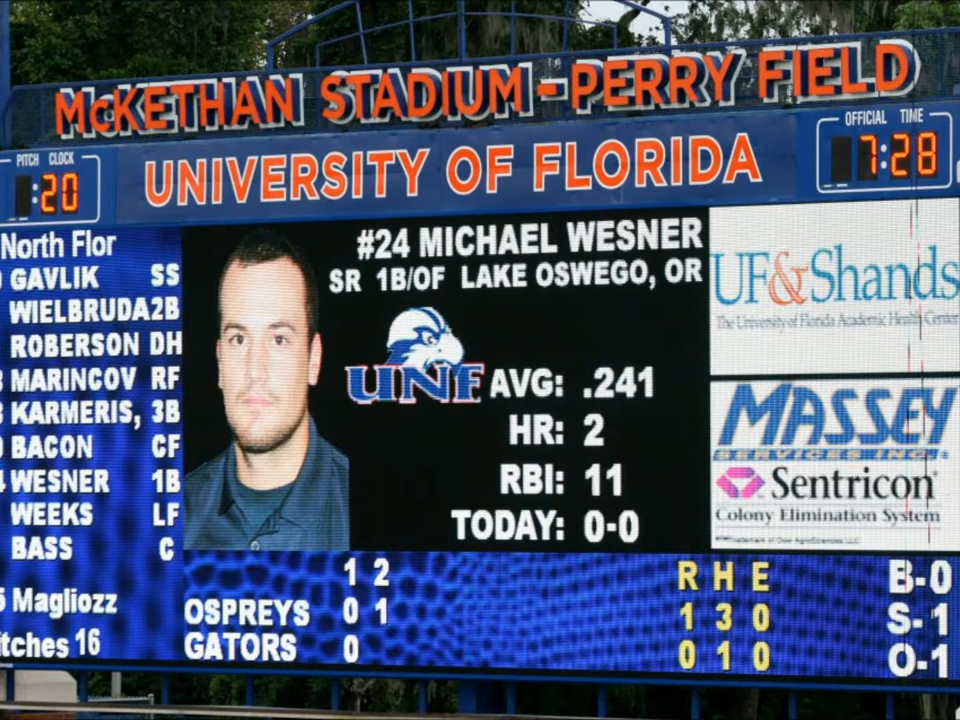 McKETHAN STADIUM - PERRY FIELD
PITCH CLOCK
:20
UNIVERSITY OF FLORIDA
OFFICIAL TIME
7:28
North Flor
GAVLIK SS
WIELBRUDA2B
ROBERSON DH
MARINCOV RF
KARMERIS, 3B
BACON CF
WESNER 1B
WEEKS LF
BASS C
Magliozz
itches 16
#24 MICHAEL WESNER
SR 1B/OF LAKE OSWEGO, OR
UNF
AVG: .241
HR: 2
RBI: 11
TODAY: 0-0
UF&Shands
The University of Florida Academic Health Center
MASSEY
SERVICES INC.
Sentricon
Colony Elimination System
1 2 R H E
OSPREYS 0 1 1 3 0
GATORS 0 0 1 0
B-0
S-1
O-1